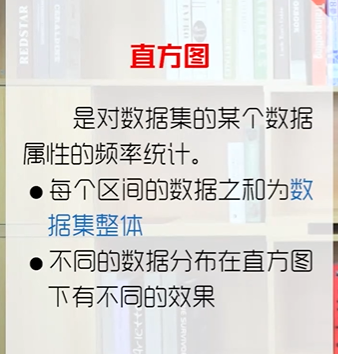 直方图
是对数据集的某个数据
属性的频率统计。
●每个区间的数据之和为数
据集整体
●不同的数据分布在直方图
下有不同的效果
REDSTAR